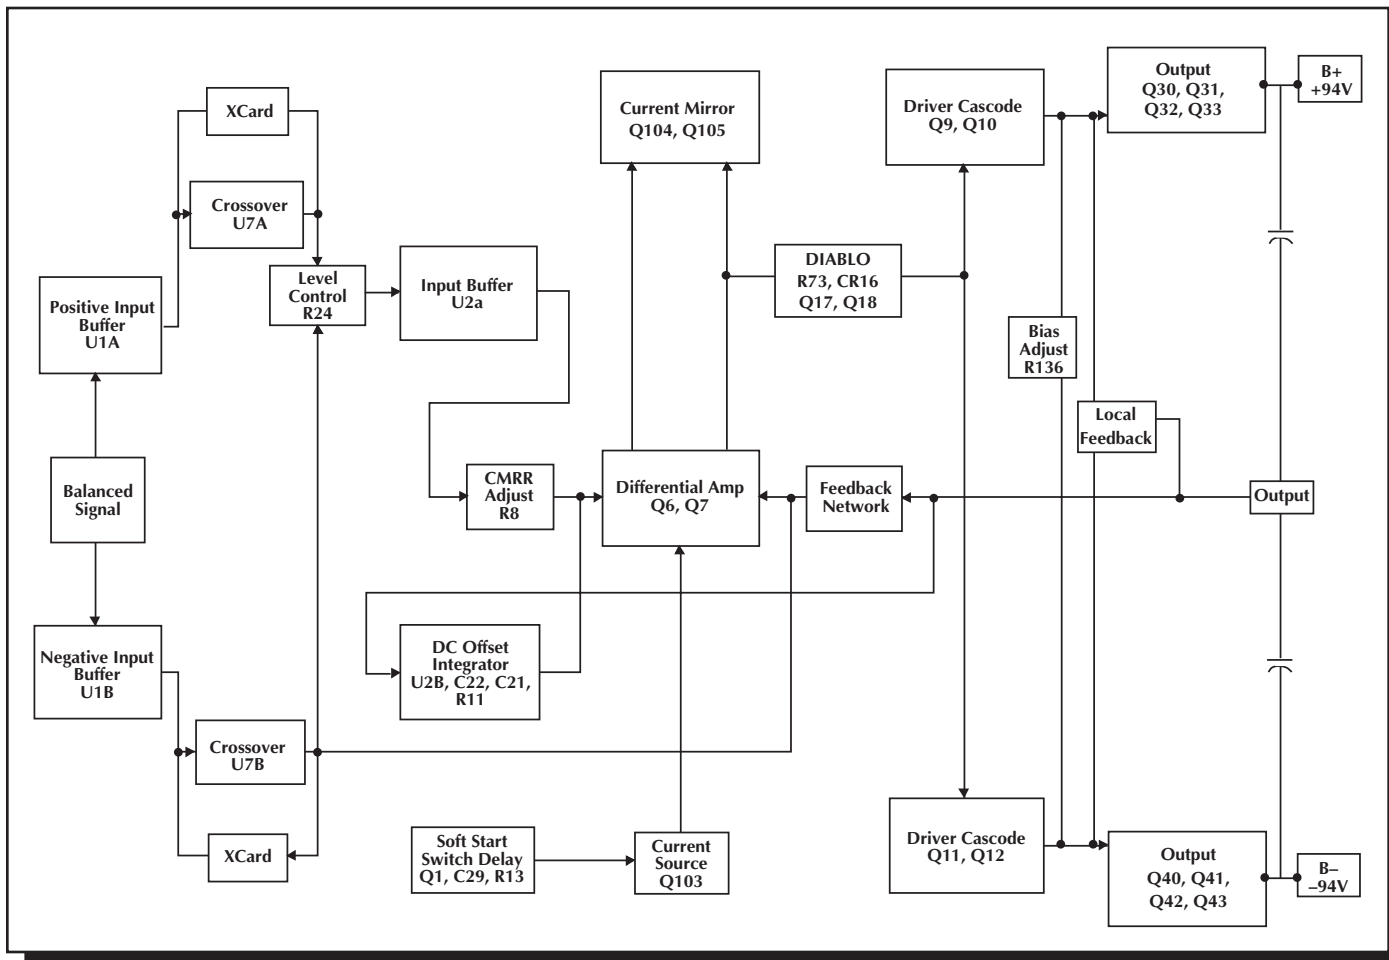 XCard
Crossover
U7A
Positive Input
Buffer
U1A
Level
Control
R24
Input Buffer
U2a
Balanced
Signal
Negative Input
Buffer
U1B
Crossover
U7B
XCard
Current Mirror
Q104, Q105
CMRR
Adjust
R8
Differential Amp
Q6, Q7
Feedback
Network
DC Offset
Integrator
U2B, C22, C21,
R11
Soft Start
Switch Delay
Q1, C29, R13
Current
Source
Q103
DIABLO
R73, CR16
Q17, Q18
Driver Cascode
Q9, Q10
Bias
Adjust
R136
Local
Feedback
Driver Cascode
Q11, Q12
Output
Q30, Q31,
Q32, Q33
B+
+94V
Output
Output
Q40, Q41,
Q42, Q43
B–
–94V